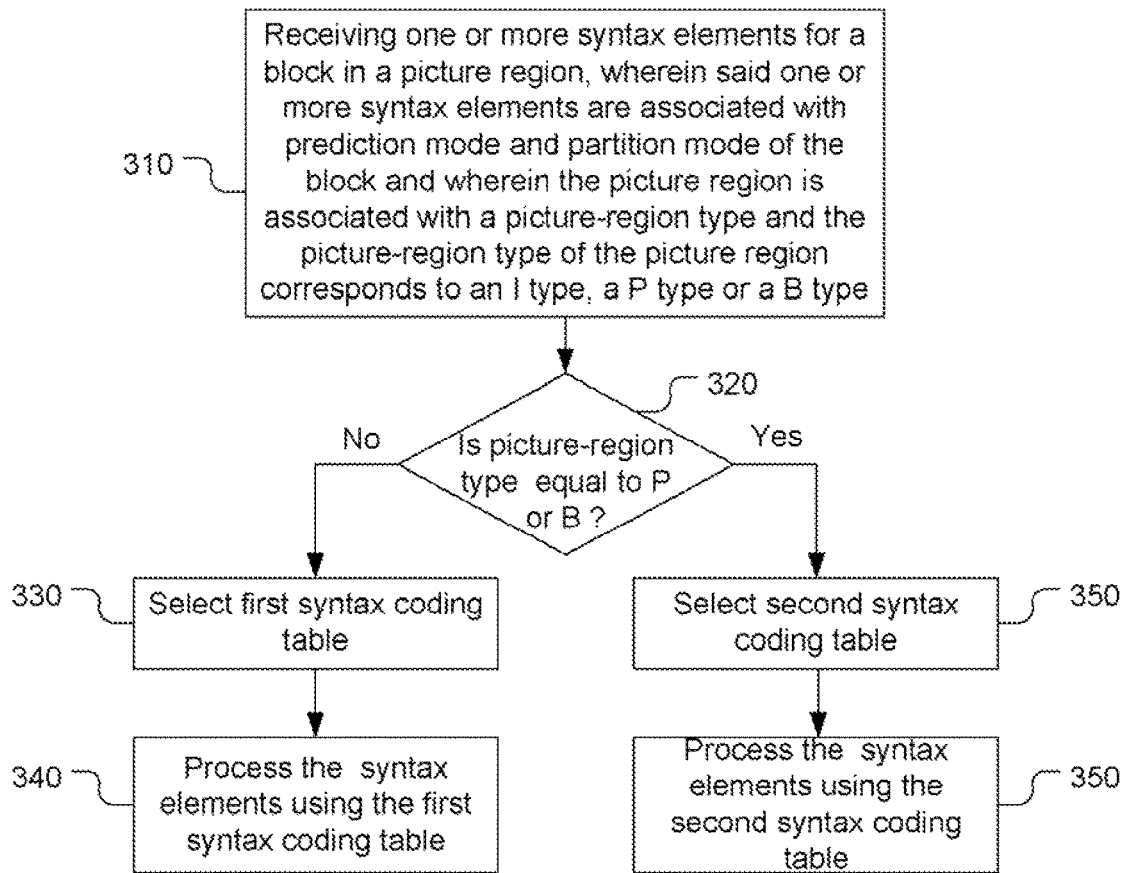 Receiving one or more syntax elements for a
block in a picture region, wherein said one or
more syntax elements are associated with
prediction mode and partition mode of the
block and wherein the picture region is
associated with a picture-region type and the
picture-region type of the picture region
corresponds to an I type, a P type or a B type
310
320
No
Yes
Is picture-region
type equal to P
or B ?
330
Select first syntax coding
table
Select second syntax
coding table
350
340
Process the syntax
elements using the first
syntax coding table
Process the syntax
elements using the
second syntax coding
table
350